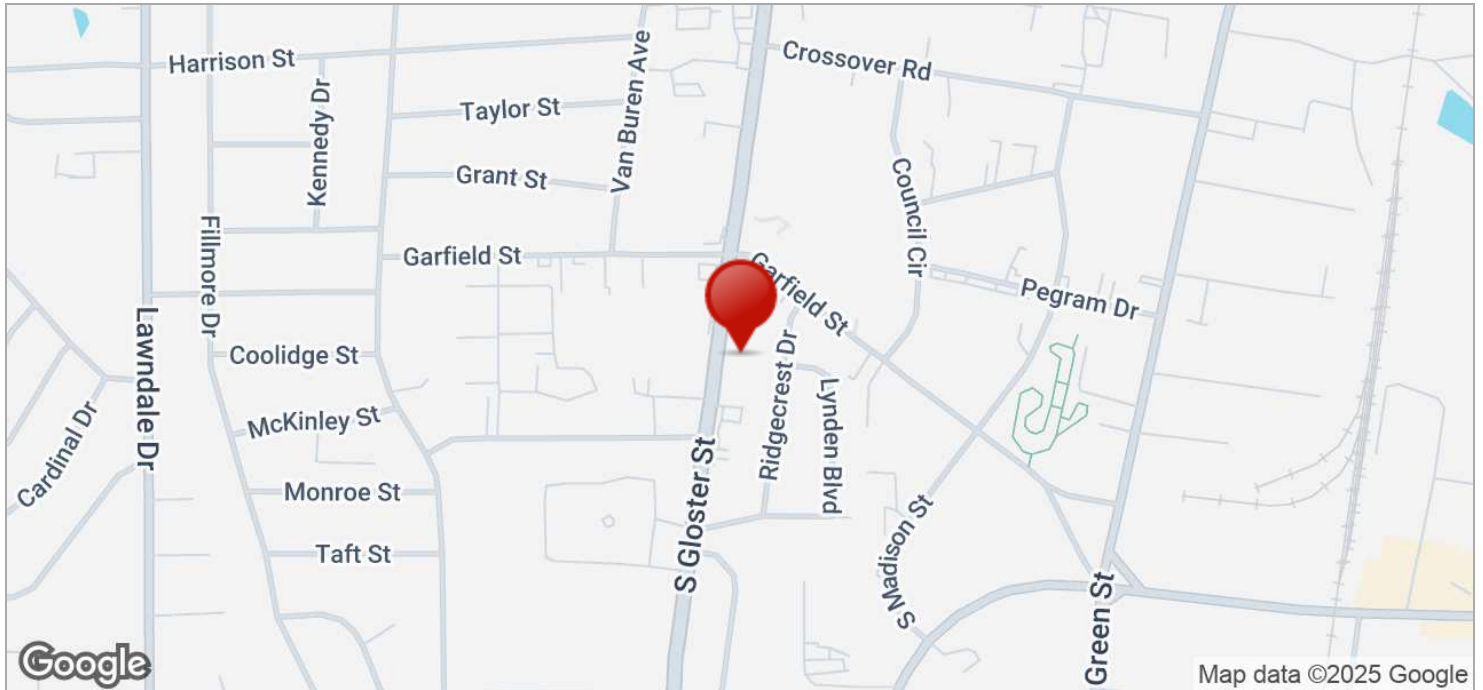 Harrison St
Kennedy Dr
Taylor St
Van Buren Ave
Crossover Rd
Grant St
Council Cir
Fillmore Dr
Garfield St
Garfield St
Pegram Dr
Lawndale Dr
Coolidge St
Ridgecrest Dr
Lynden Blvd
McKinley St
Cardinal Dr
Monroe St
S Gloster St
Taft St
S Madison St
Green St
Google
Map data ©2025 Google